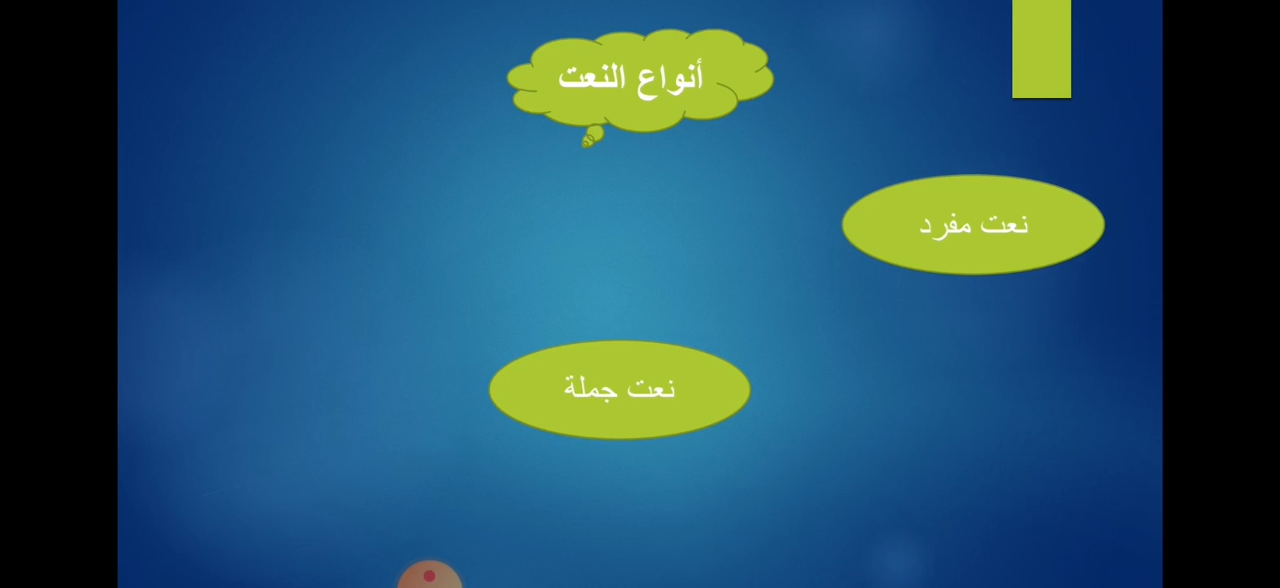 أنواع النعت
نعت مفرد
نعت جملة